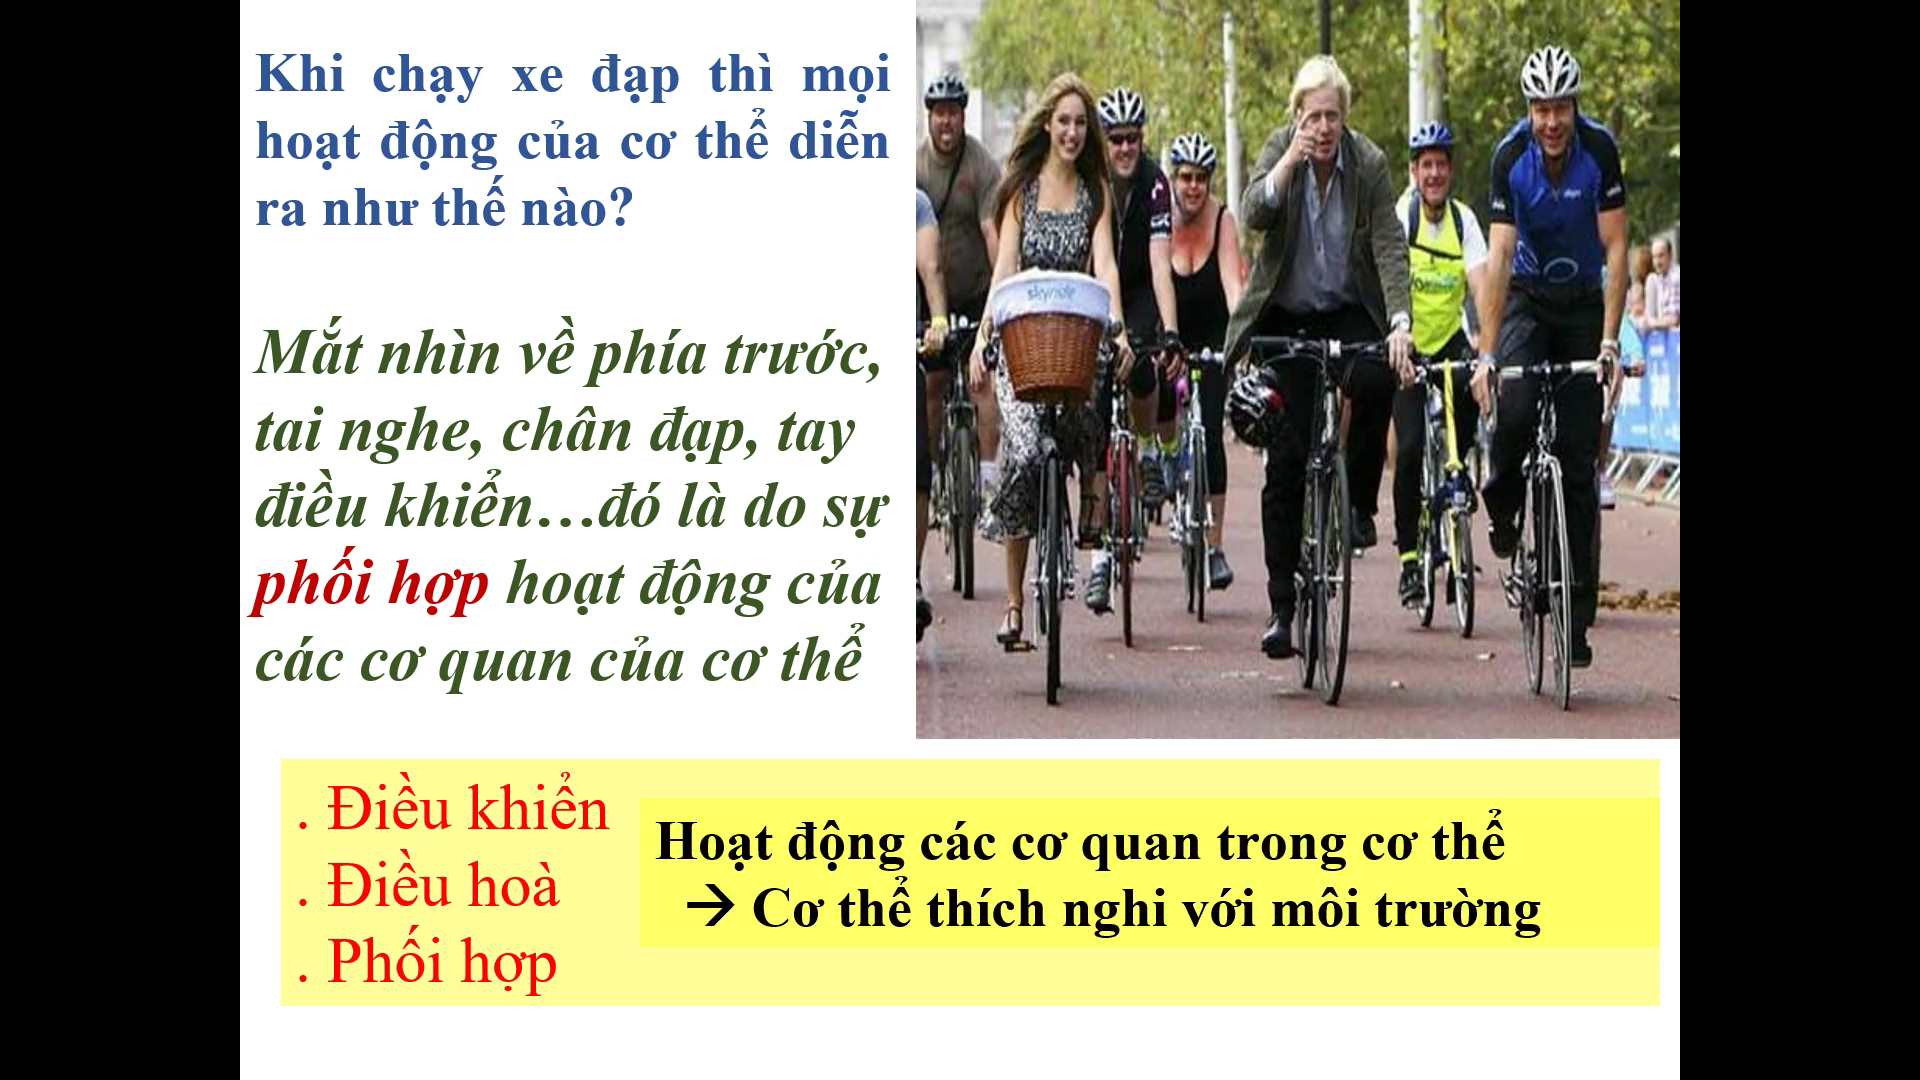 Khi chạy xe đạp thì mọi
hoạt động của cơ thể diễn
ra như thế nào?
Mắt nhìn về phía trước,
tai nghe, chân đạp, tay
điều khiển…đó là do sự
phối hợp hoạt động của
các cơ quan của cơ thể
skyride
. Điều khiển
. Điều hoà
. Phối hợp
Hoạt động các cơ quan trong cơ thể
→ Cơ thể thích nghi với môi trường